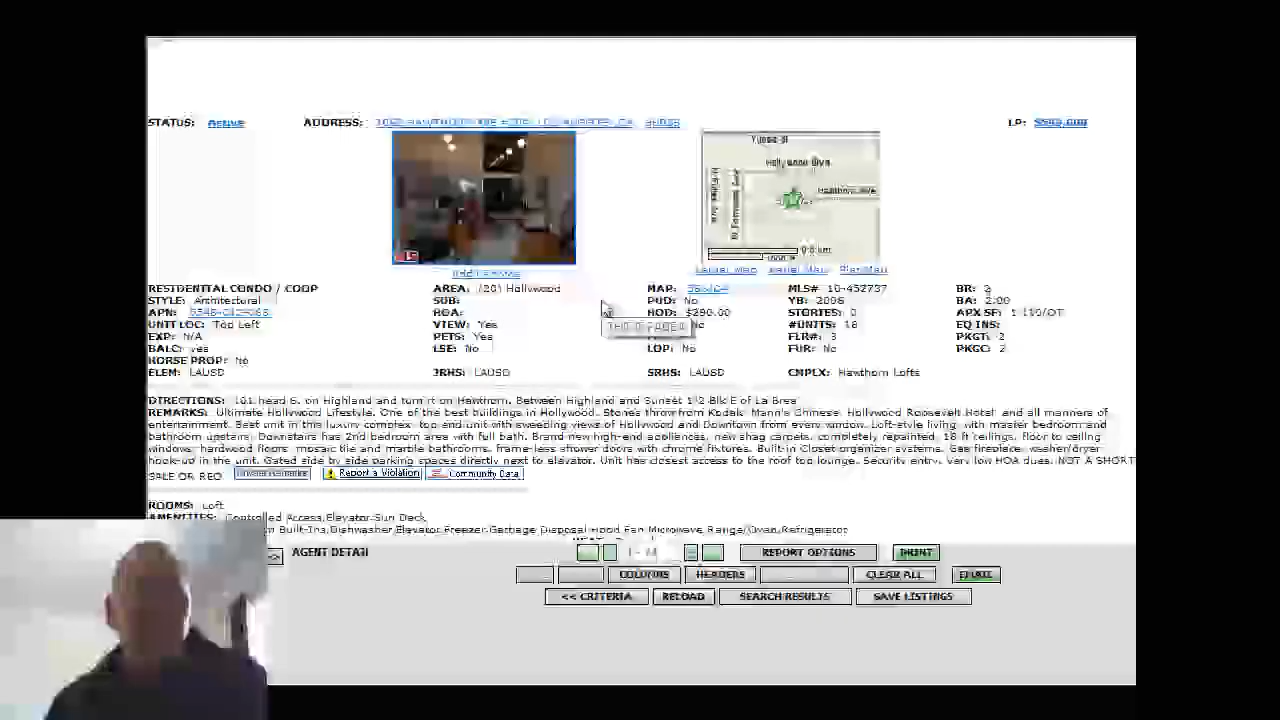 STATUS: Active ADDRESS: LOS ANGELES, CA LP:
Yucca St
Hollywood Blvd
Hawthorn Ave
RESIDENTIAL CONDO / COOP AREA: (20) Hollywood MAP: MLS# 10-452737 BR: 2
STYLE: Architectural SUB: PUD: No YB: BA: 2.00
APN: HOA: HOD: $290.00 STORIES: 0 APX SF:
UNIT LOC: Top Left VIEW: Yes No #UNITS: 18 EQ INS:
EXP: N/A PETS: Yes FLR#: 3 PKGT: 2
BALC: yes LSE: No LOP: No FUR: No PKGC: 2
HORSE PROP: No
ELEM: LAUSD JRHS: LAUSD SRHS: LAUSD CMPLX: Hawthorn Lofts
DIRECTIONS: 101 head S. on Highland and turn rt on Hawthorn. Between Highland and Sunset 1/2 Blk E of La Brea
REMARKS: Ultimate Hollywood Lifestyle. One of the best buildings in Hollywood. Stones throw from Kodak, Mann's Chinese, Hollywood Roosevelt Hotel and all manners of
entertainment. Best unit in this luxury complex, top end unit with sweeping views of Hollywood and Downtown from every window. Loft-style living with master bedroom and
bathroom upstairs. Downstairs has 2nd bedroom area with full bath. Brand new high-end appliances, new shag carpets, completely repainted, 18 ft ceilings, floor to ceiling
windows, hardwood floors, mosaic tile and marble bathrooms, frame-less shower doors with chrome fixtures. Built-in Closet organizer systems. Gas fireplace, washer/dryer
hook-up in the unit. Gated side by side parking spaces directly next to elevator. Unit has closest access to the roof top lounge. Security entry. Very low HOA dues. NOT A SHORT
SALE OR REO Report a Violation Community Data
ROOMS: Loft
AMENITIES: Controlled Access,Elevator,Sun Deck
Built-Ins,Dishwasher,Elevator,Freezer,Garbage Disposal,Hood Fan,Microwave,Range/Oven,Refrigerator
AGENT DETAIL REPORT OPTIONS PRINT
COLUMNS HEADERS CLEAR ALL EMAIL
<< CRITERIA RELOAD SEARCH RESULTS SAVE LISTINGS